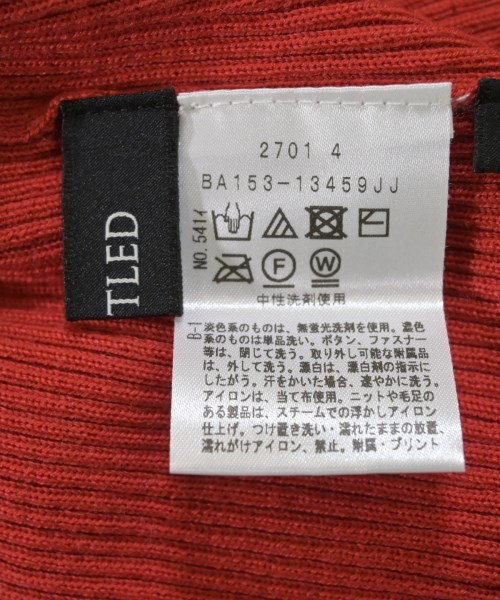 2701 4
BA153-13459JJ
NO.5414
F
W
中性洗剤使用
B-1
淡色系のものは、無蛍光洗剤を使用。濃色
系のものは単品洗い。ボタン、ファスナー
等は、閉じて洗う。取り外し可能な附属品
は、外して洗う。漂白は、漂白剤の指示に
したがう。汗をかいた場合、速やかに洗う。
アイロンは、当て布使用。ニットや毛足の
ある製品は、スチームでの浮かしアイロン
仕上げ。つけ置き洗い・濡れたままの放置、
濡れがけアイロン、禁止。附属・プリント
TLED